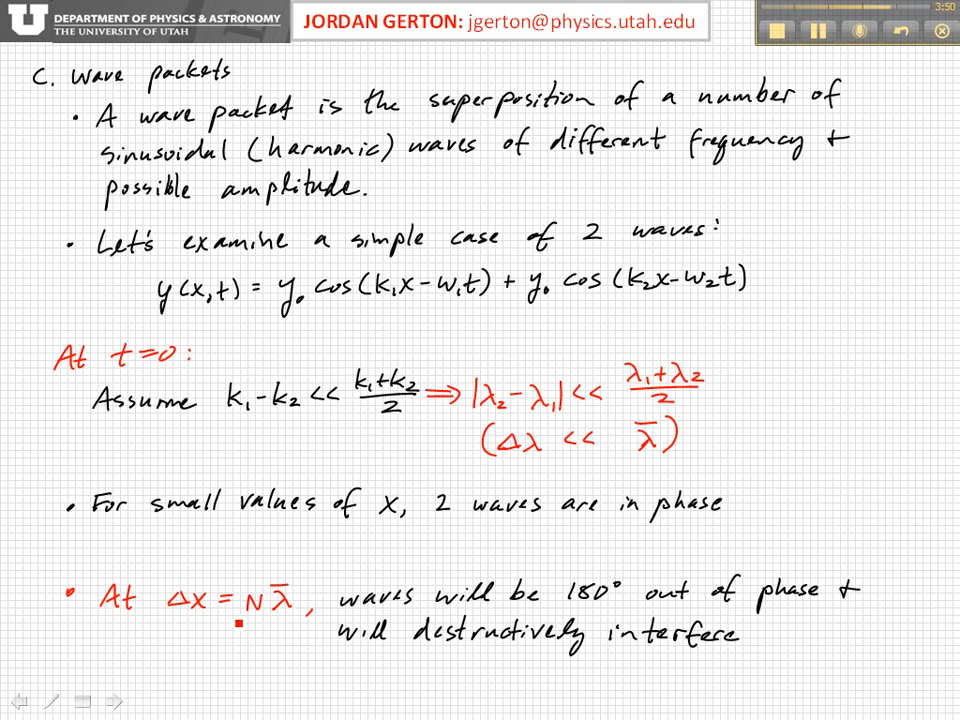 U DEPARTMENT OF PHYSICS & ASTRONOMY
THE UNIVERSITY OF UTAH
JORDAN GERTON: jgerton@physics.utah.edu
3:50
C. Wave packets
• A wave packet is the superposition of a number of
sinusoidal (harmonic) waves of different frequency +
possible amplitude.
• Let's examine a simple case of 2 waves:
y(x,t) = y₀ cos(k₁x - w₁t) + y₀ cos(k₂x - w₂t)
At t=0:
Assume k₁ - k₂ << (k₁+k₂)/2 ⇒ |λ₂ - λ₁| << (λ₁+λ₂)/2
(Δλ << λ̄)
• For small values of x, 2 waves are in phase
• At Δx = N λ̄, waves will be 180° out of phase +
will destructively interfere